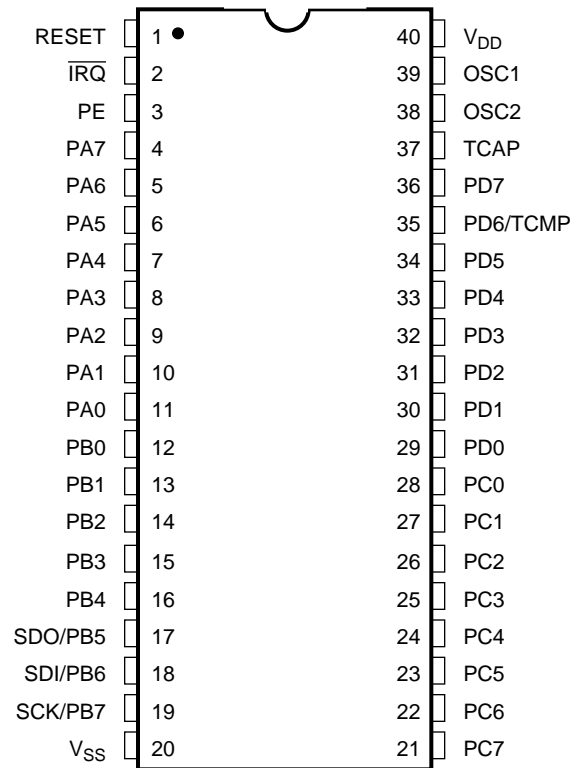 RESET 1 40 V_DD
I̅R̅Q̅ 2 39 OSC1
PE 3 38 OSC2
PA7 4 37 TCAP
PA6 5 36 PD7
PA5 6 35 PD6/TCMP
PA4 7 34 PD5
PA3 8 33 PD4
PA2 9 32 PD3
PA1 10 31 PD2
PA0 11 30 PD1
PB0 12 29 PD0
PB1 13 28 PC0
PB2 14 27 PC1
PB3 15 26 PC2
PB4 16 25 PC3
SDO/PB5 17 24 PC4
SDI/PB6 18 23 PC5
SCK/PB7 19 22 PC6
V_SS 20 21 PC7